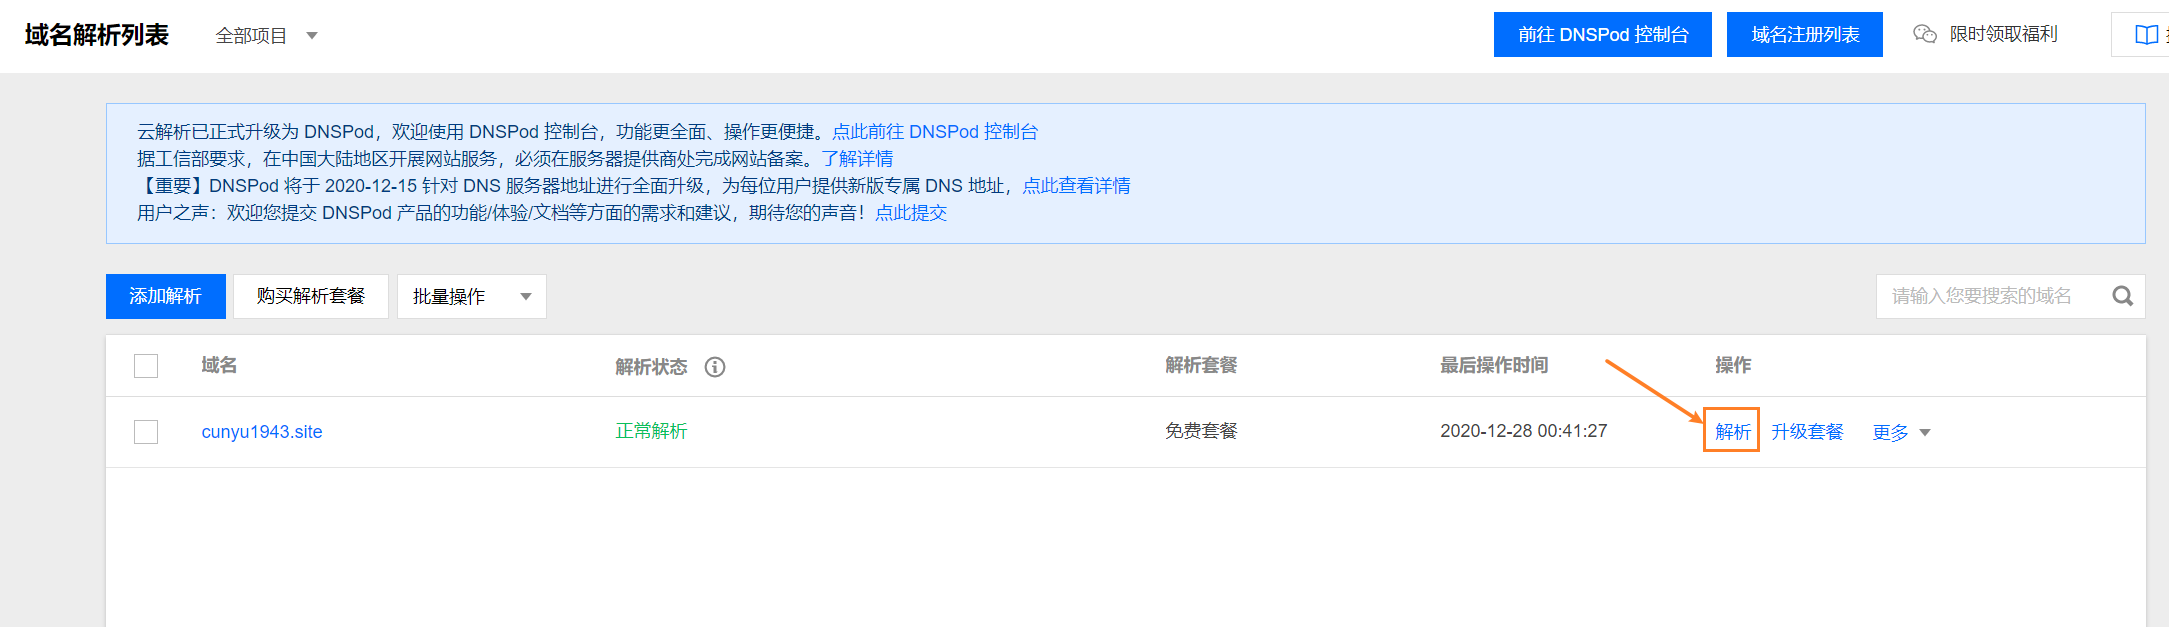 域名解析列表 全部项目 前往 DNSPod 控制台 域名注册列表 限时领取福利
云解析已正式升级为 DNSPod，欢迎使用 DNSPod 控制台，功能更全面、操作更便捷。点此前往 DNSPod 控制台
据工信部要求，在中国大陆地区开展网站服务，必须在服务器提供商处完成网站备案。了解详情
【重要】DNSPod 将于 2020-12-15 针对 DNS 服务器地址进行全面升级，为每位用户提供新版专属 DNS 地址，点此查看详情
用户之声：欢迎您提交 DNSPod 产品的功能/体验/文档等方面的需求和建议，期待您的声音！点此提交
添加解析 购买解析套餐 批量操作 请输入您要搜索的域名
域名 解析状态 解析套餐 最后操作时间 操作
cunyu1943.site 正常解析 免费套餐 2020-12-28 00:41:27 解析 升级套餐 更多